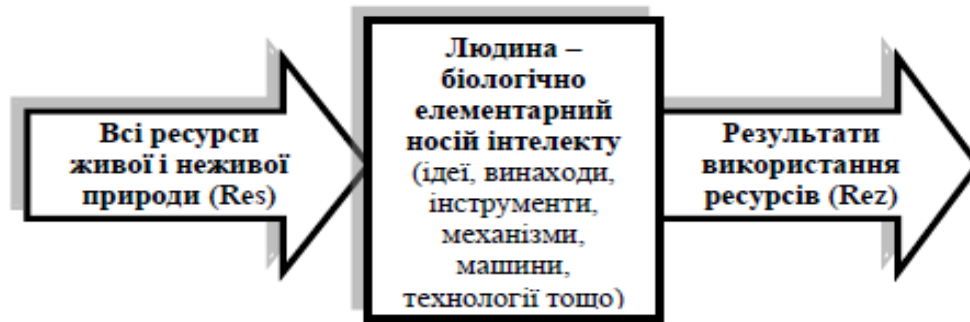 Всі ресурси
живої і неживої
природи (Res)
Людина –
біологічно
елементарний
носій інтелекту
(ідеї, винаходи,
інструменти,
механізми,
машини,
технології тощо)
Результати
використання
ресурсів (Rez)